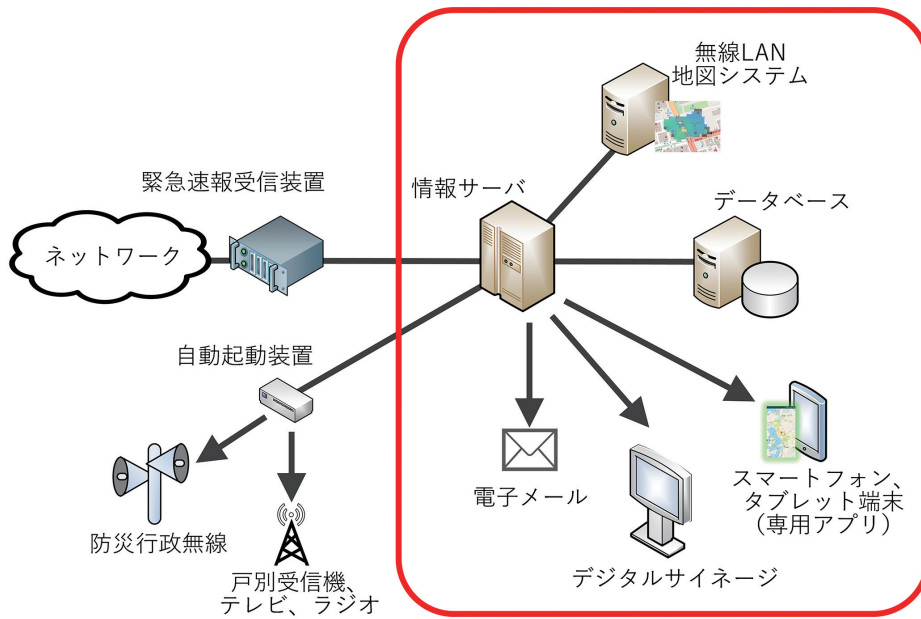 無線LAN
地図システム
緊急速報受信装置
情報サーバ
データベース
ネットワーク
自動起動装置
防災行政無線
戸別受信機、
テレビ、ラジオ
電子メール
デジタルサイネージ
スマートフォン、
タブレット端末
（専用アプリ）